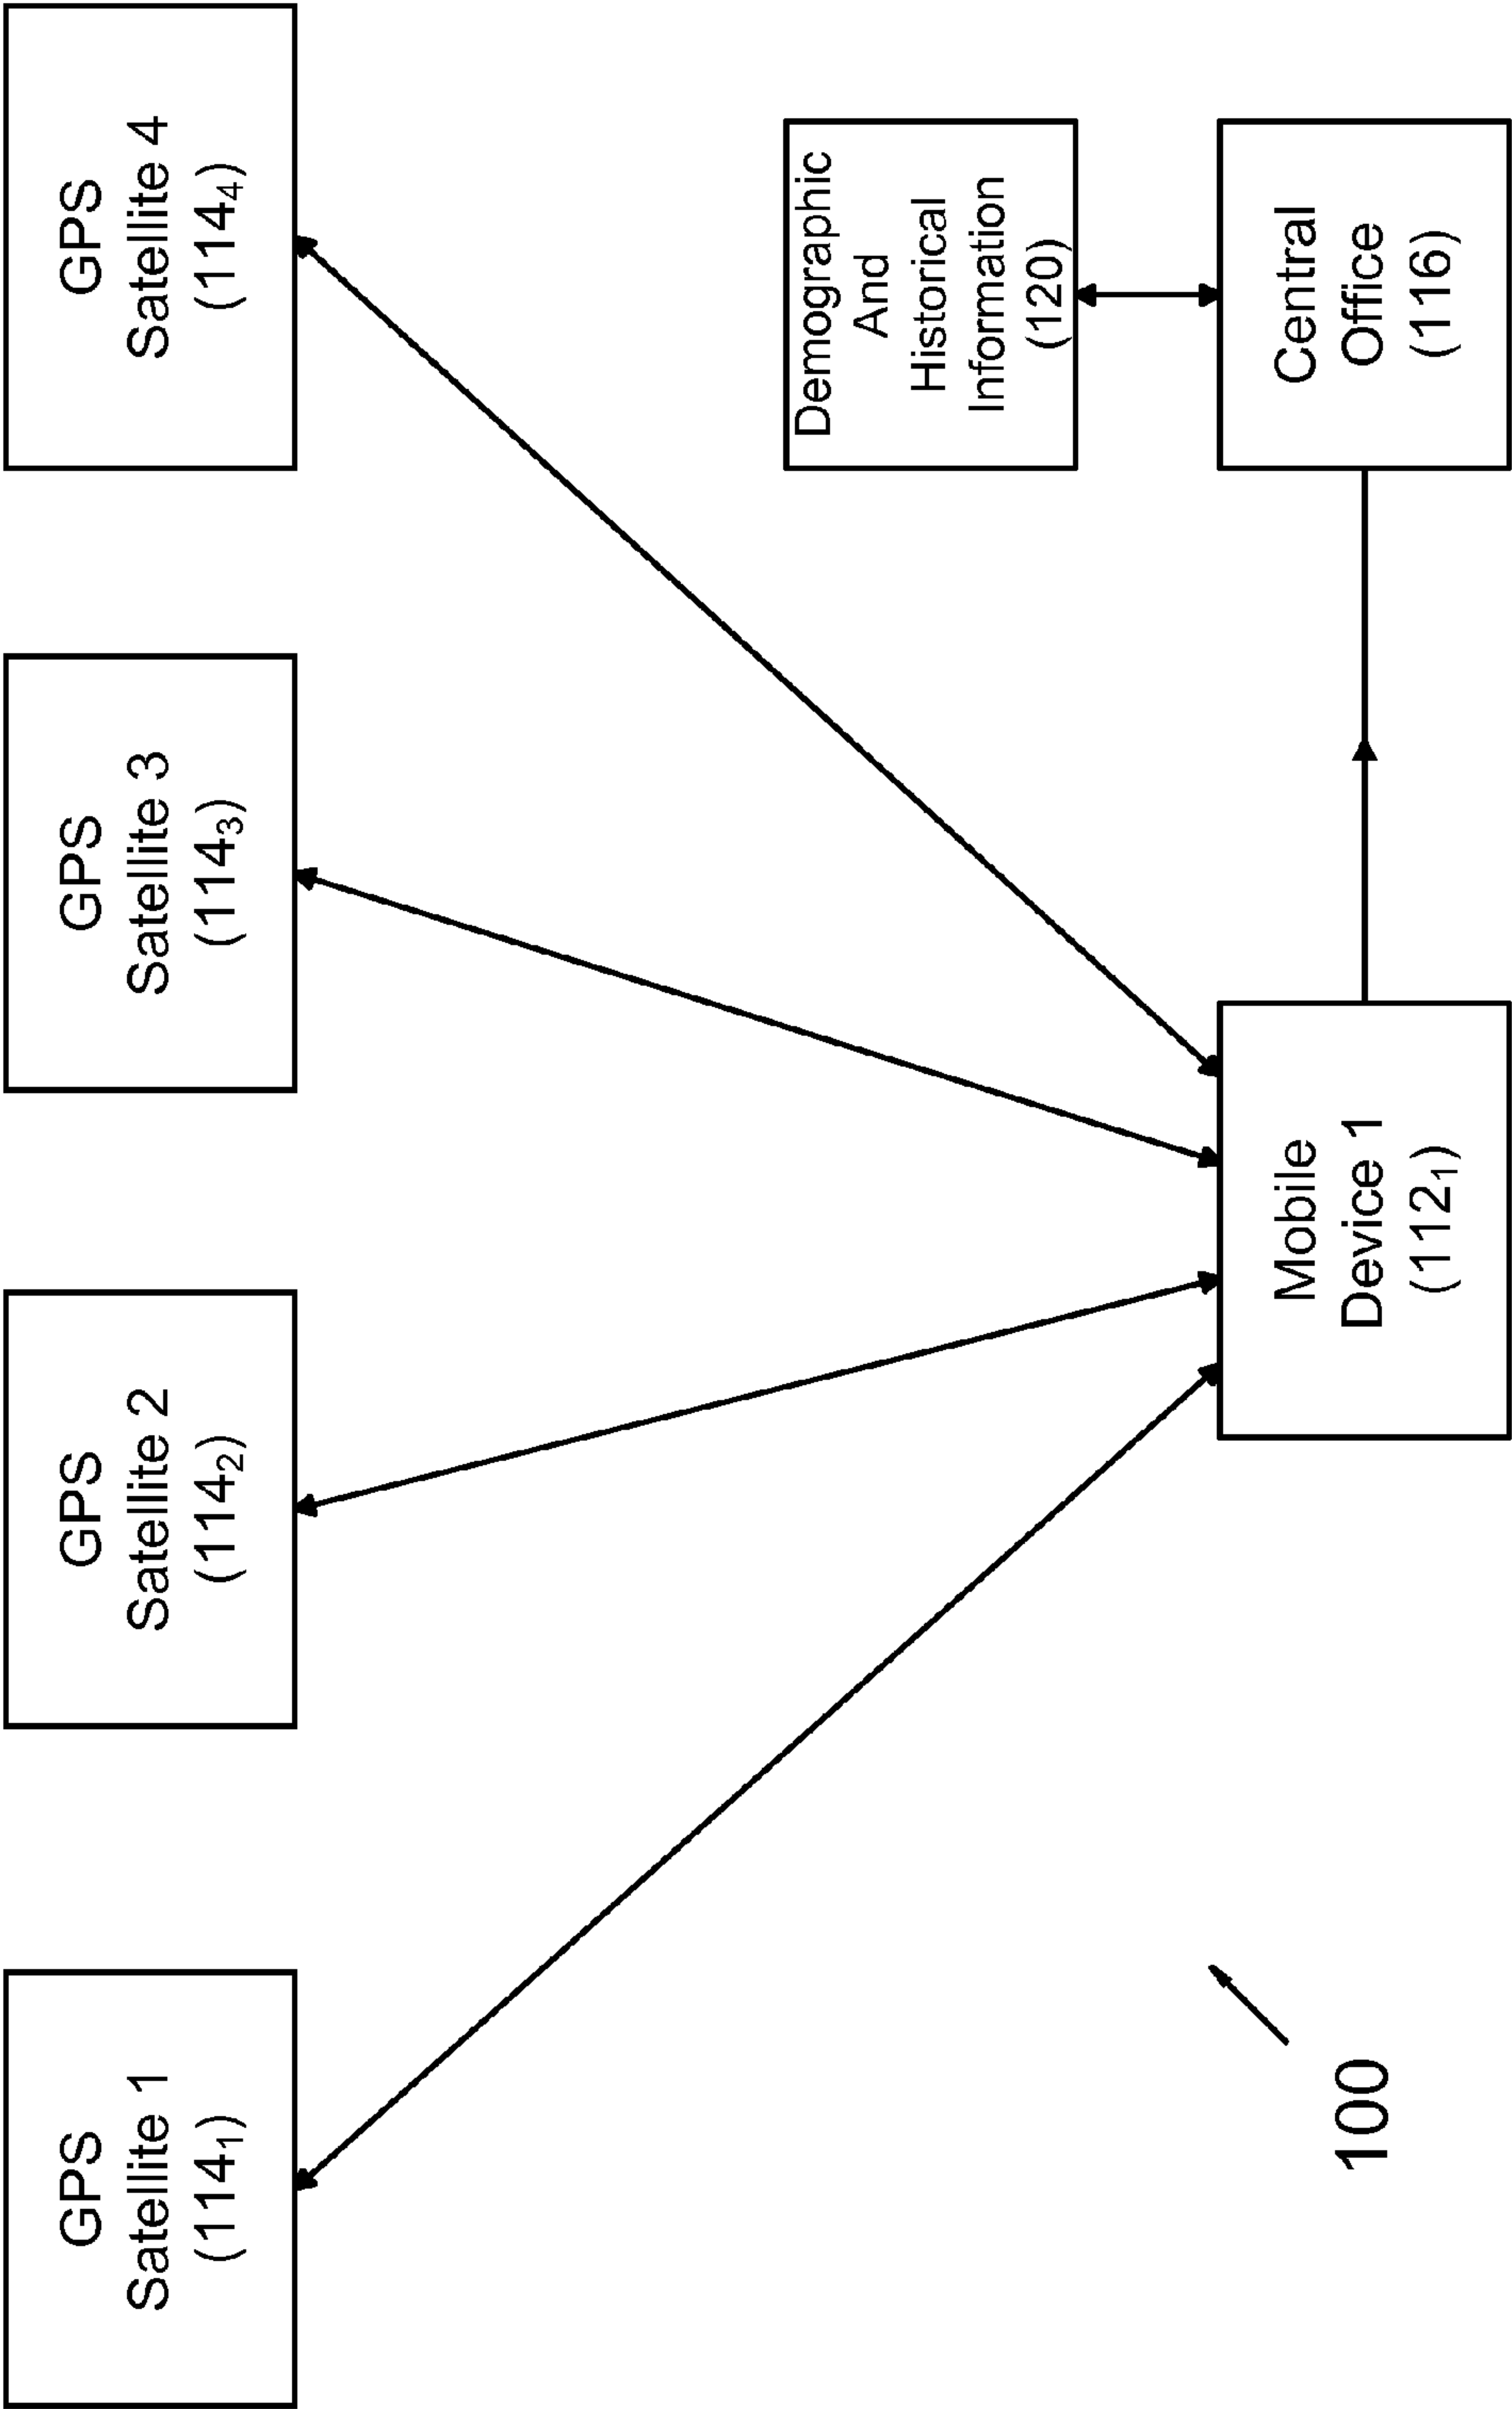 GPS
Satellite 1
(114₁)
GPS
Satellite 2
(114₂)
GPS
Satellite 3
(114₃)
GPS
Satellite 4
(114₄)
Demographic
And
Historical
Information
(120)
Mobile
Device 1
(112₁)
Central
Office
(116)
100